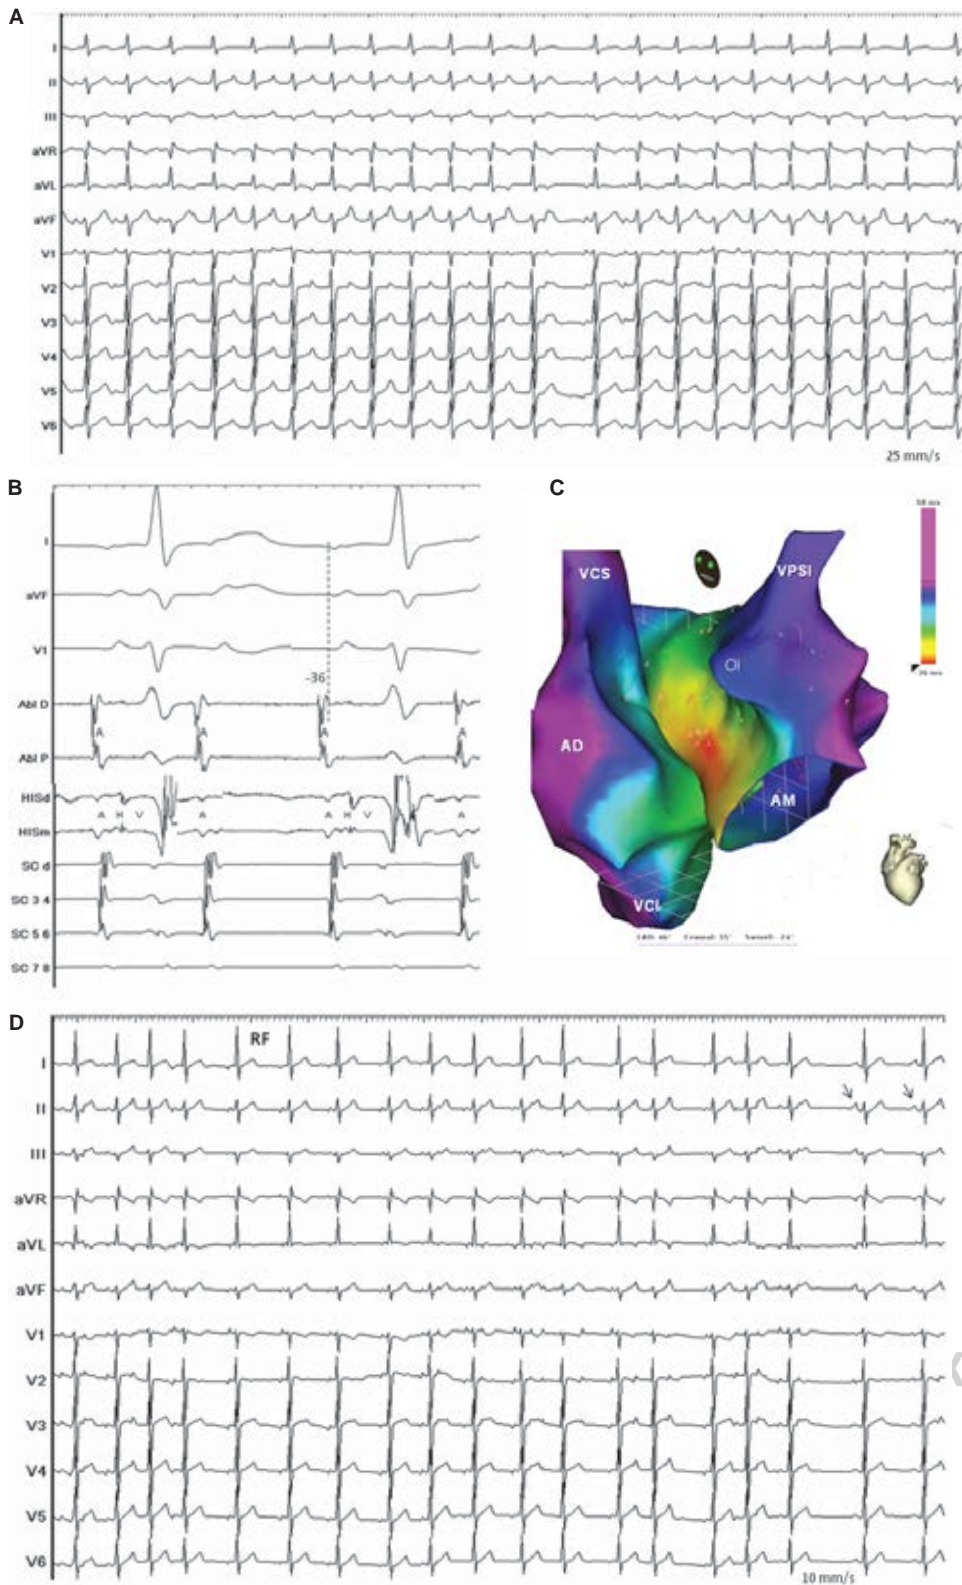 A
I
II
III
aVR
aVL
aVF
V1
V2
V3
V4
V5
V6
25 mm/s
B
I
aVF
V1
-36
Abl D
A A A A
Abl P
HISd
A H V A A H V A
HISm
SC d
SC 3 4
SC 5 6
SC 7 8
C
VCS
VPSI
OI
AD
AM
VCI
D
RF
I
II
III
aVR
aVL
aVF
V1
V2
V3
V4
V5
V6
10 mm/s